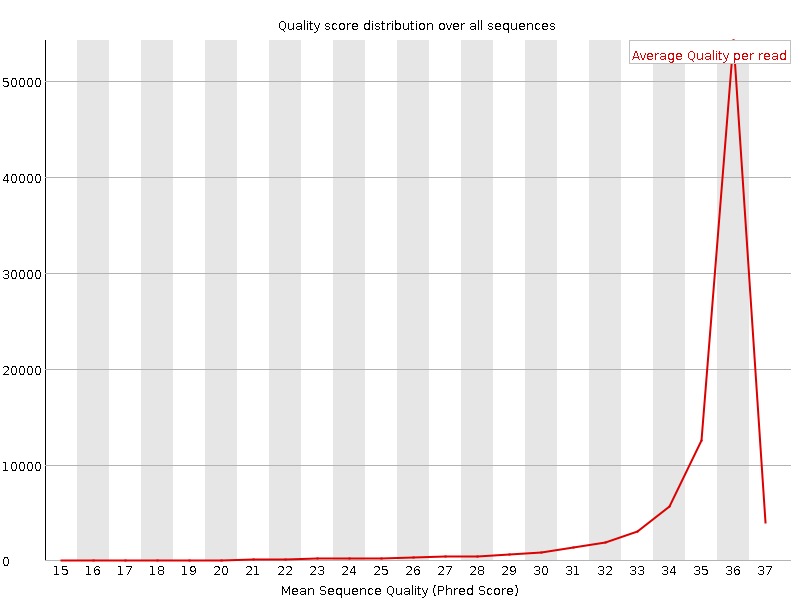 Quality score distribution over all sequences
Average Quality per read
50000
40000
30000
20000
10000
0
15 16 17 18 19 20 21 22 23 24 25 26 27 28 29 30 31 32 33 34 35 36 37
Mean Sequence Quality (Phred Score)